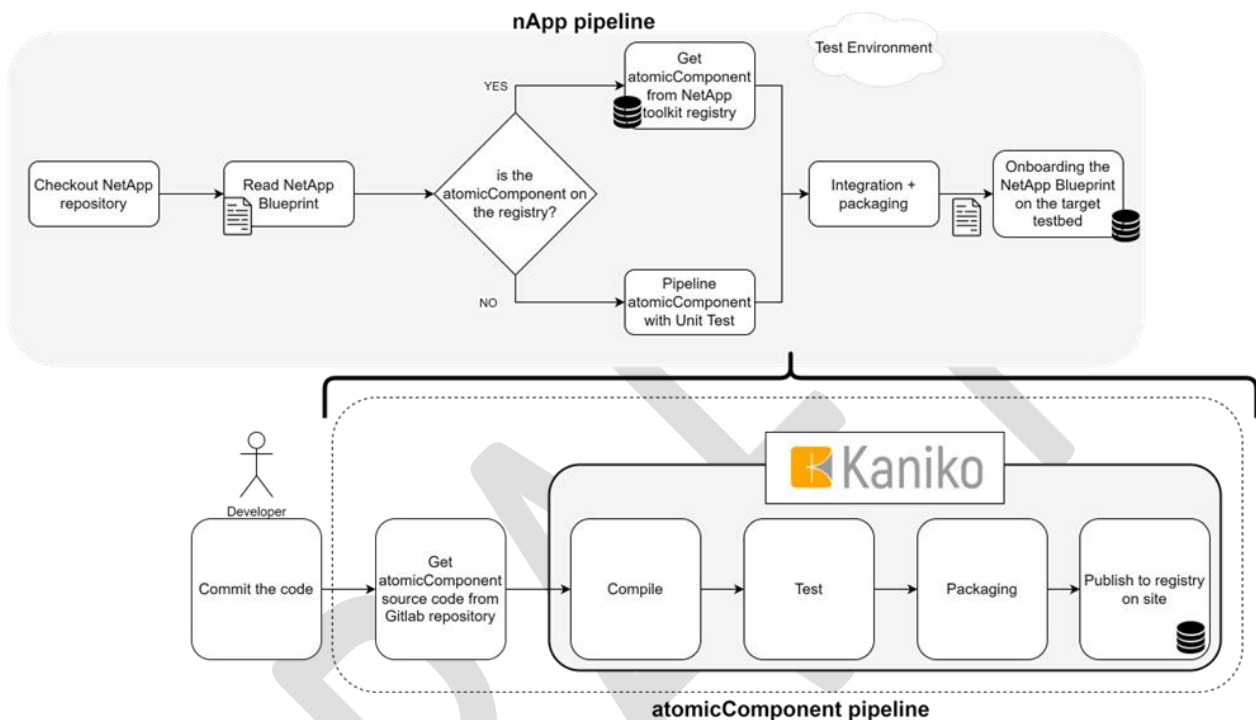 nApp pipeline
Test Environment
Get
atomicComponent
from NetApp
toolkit registry
YES
Checkout NetApp
repository
Read NetApp
Blueprint
is the
atomicComponent on
the registry?
Integration +
packaging
Onboarding the
NetApp Blueprint
on the target
testbed
NO
Pipeline
atomicComponent
with Unit Test
Kaniko
Developer
Commit the code
Get
atomicComponent
source code from
Gitlab repository
Compile
Test
Packaging
Publish to registry
on site
atomicComponent pipeline
DRAFT